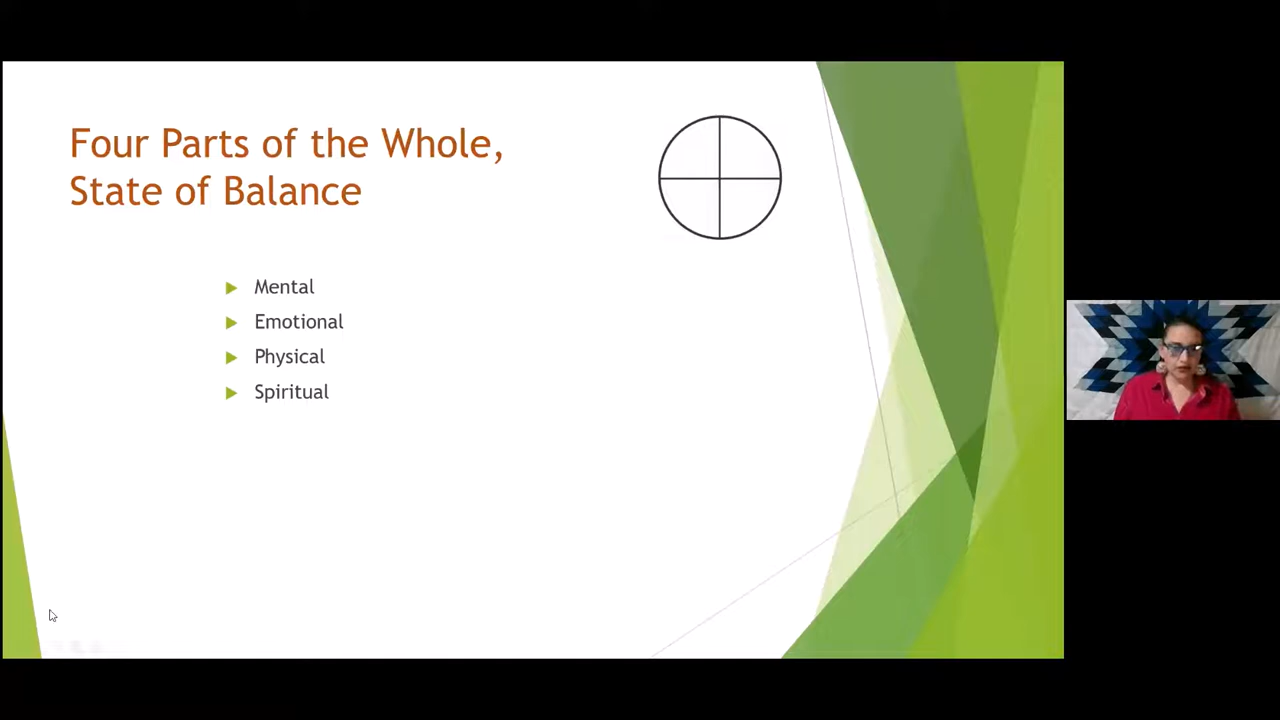 Four Parts of the Whole,
State of Balance
Mental
Emotional
Physical
Spiritual